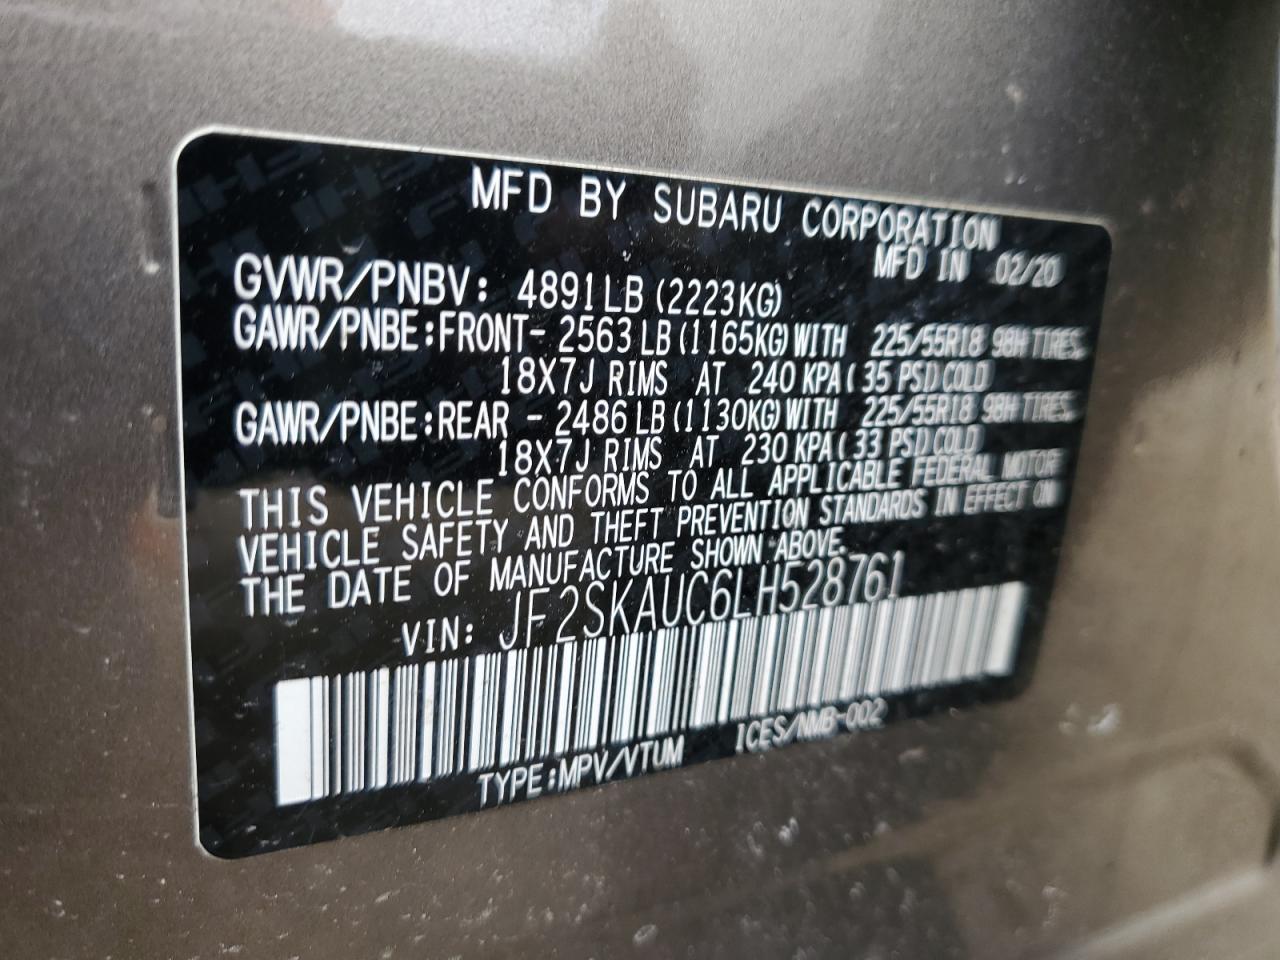 MFD BY SUBARU CORPORATION
MFD IN 02/20
GVWR/PNBV: 4891LB (2223KG)
GAWR/PNBE:FRONT- 2563 LB (1165KG) WITH 225/55R18 98H TIRES.
18X7J RIMS AT 240 KPA ( 35 PSI) COLD
GAWR/PNBE:REAR - 2486 LB (1130KG) WITH 225/55R18 98H TIRES.
18X7J RIMS AT 230 KPA ( 33 PSI) COLD
THIS VEHICLE CONFORMS TO ALL APPLICABLE FEDERAL MOTOR
VEHICLE SAFETY AND THEFT PREVENTION STANDARDS IN EFFECT ON
THE DATE OF MANUFACTURE SHOWN ABOVE.
VIN: JF2SKAUC6LH528761
TYPE:MPV/VTUM ICES/NMB-002